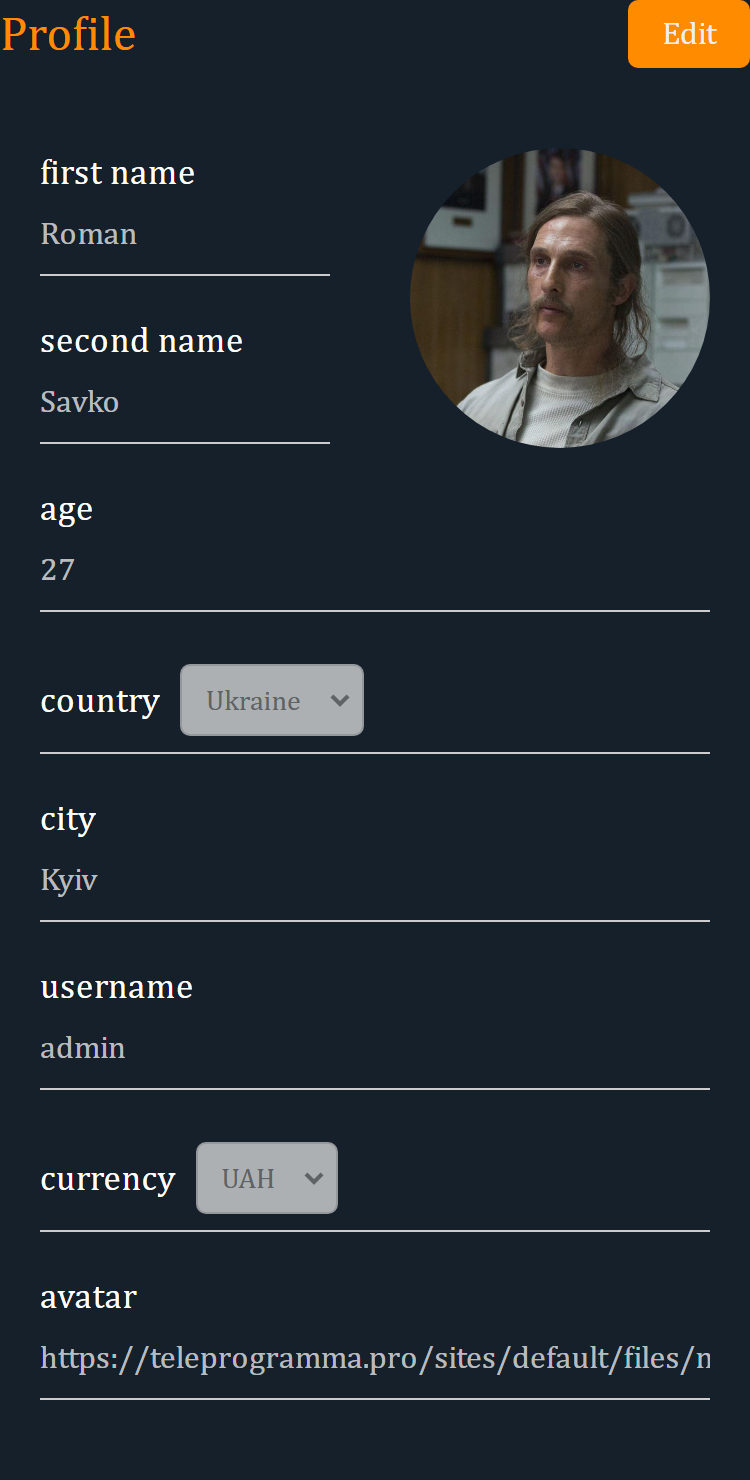 Profile
Edit
first name
Roman
second name
Savko
age
27
country
Ukraine
city
Kyiv
username
admin
currency
UAH
avatar
https://teleprogramma.pro/sites/default/files/n